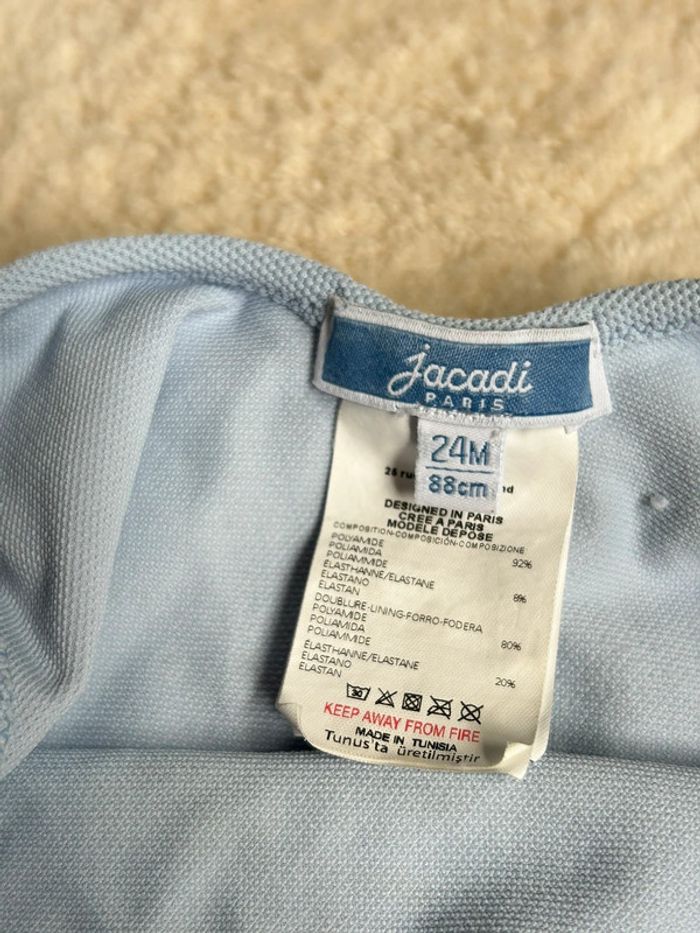 jacadi
PARIS
24M
88cm
DESIGNED IN PARIS
CREE A PARIS
MODELE DEPOSE
COMPOSITION-COMPOSICIÓN-COMPOSIZIONE
POLYAMIDE
POLIAMIDA 92%
POLIAMMIDE
ÉLASTHANNE/ELASTANE
ELASTANO 8%
ELASTAN
DOUBLURE-LINING-FORRO-FODERA
POLYAMIDE
POLIAMIDA 80%
POLIAMMIDE
ÉLASTHANNE/ELASTANE
ELASTANO
ELASTAN 20%
30
KEEP AWAY FROM FIRE
MADE IN TUNISIA
Tunus'ta üretilmiştir